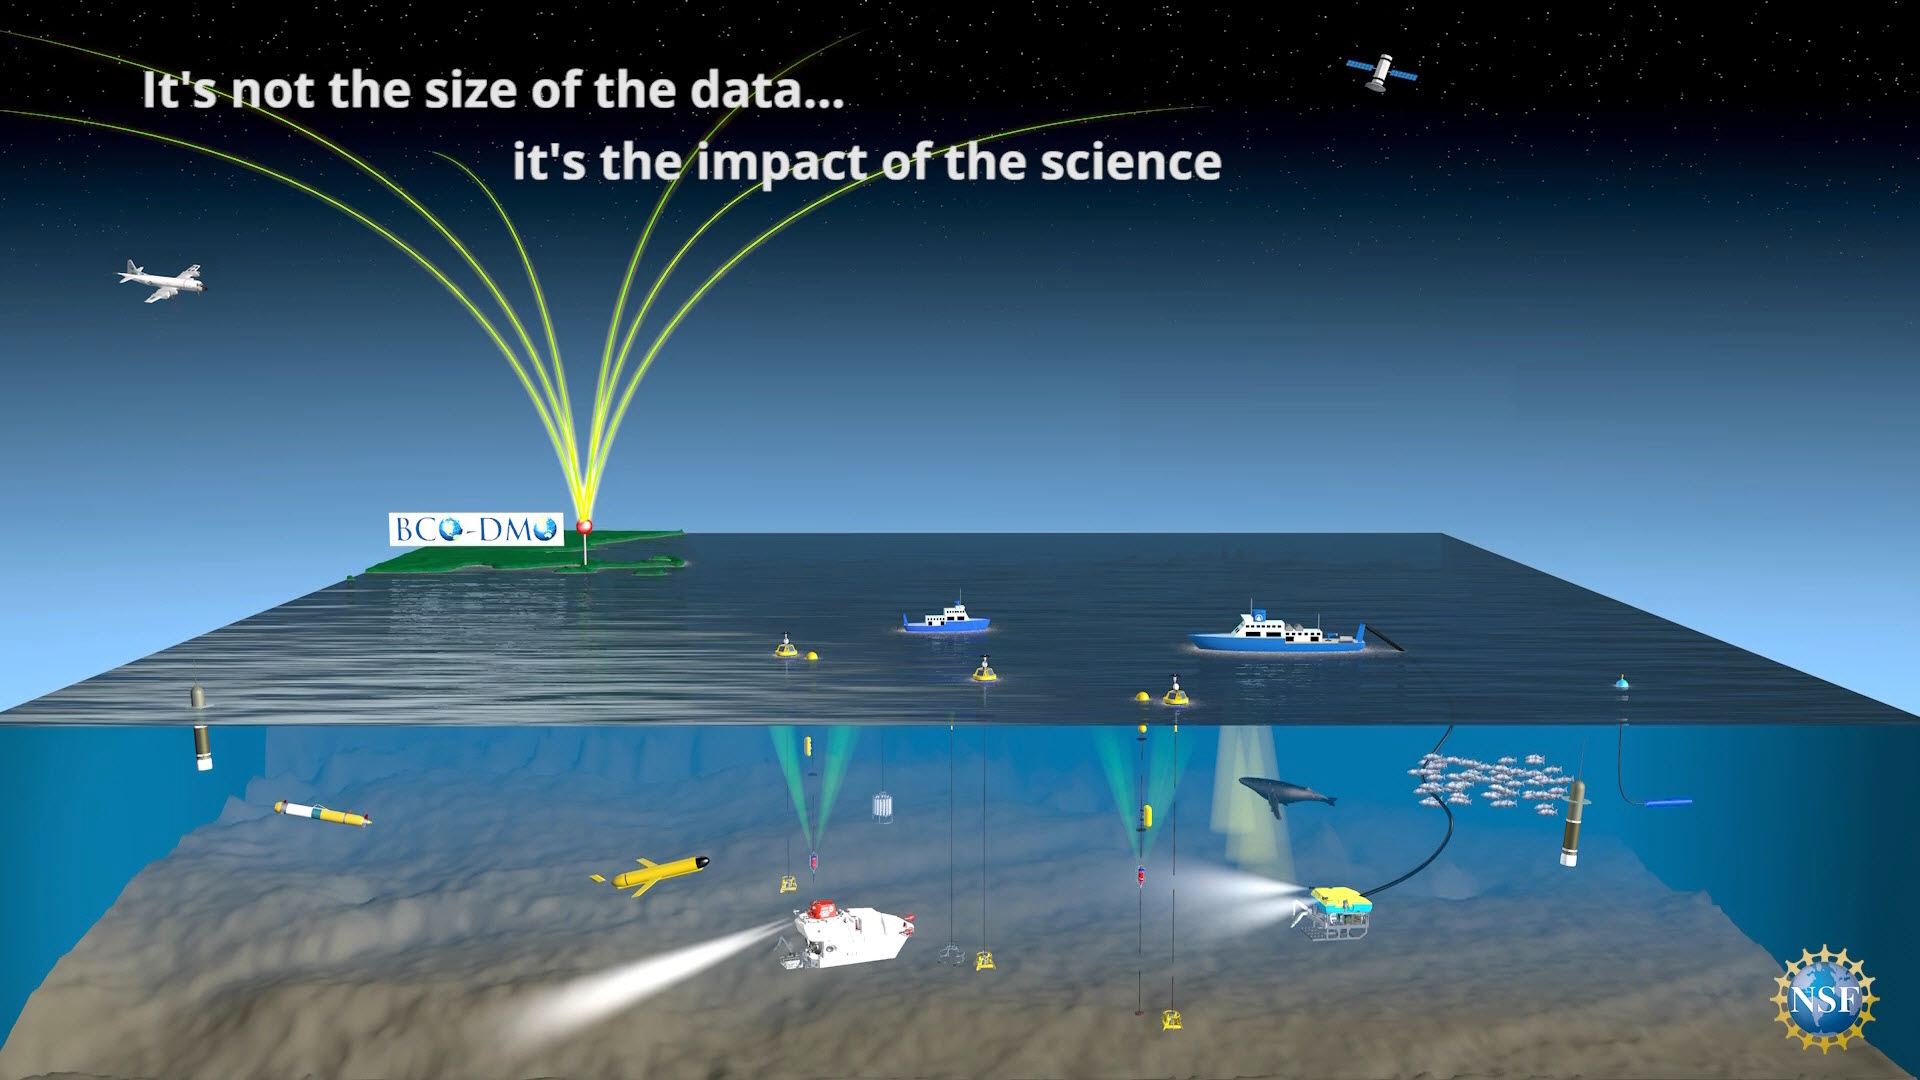 It's not the size of the data...
it's the impact of the science
BCO-DMO
NSF